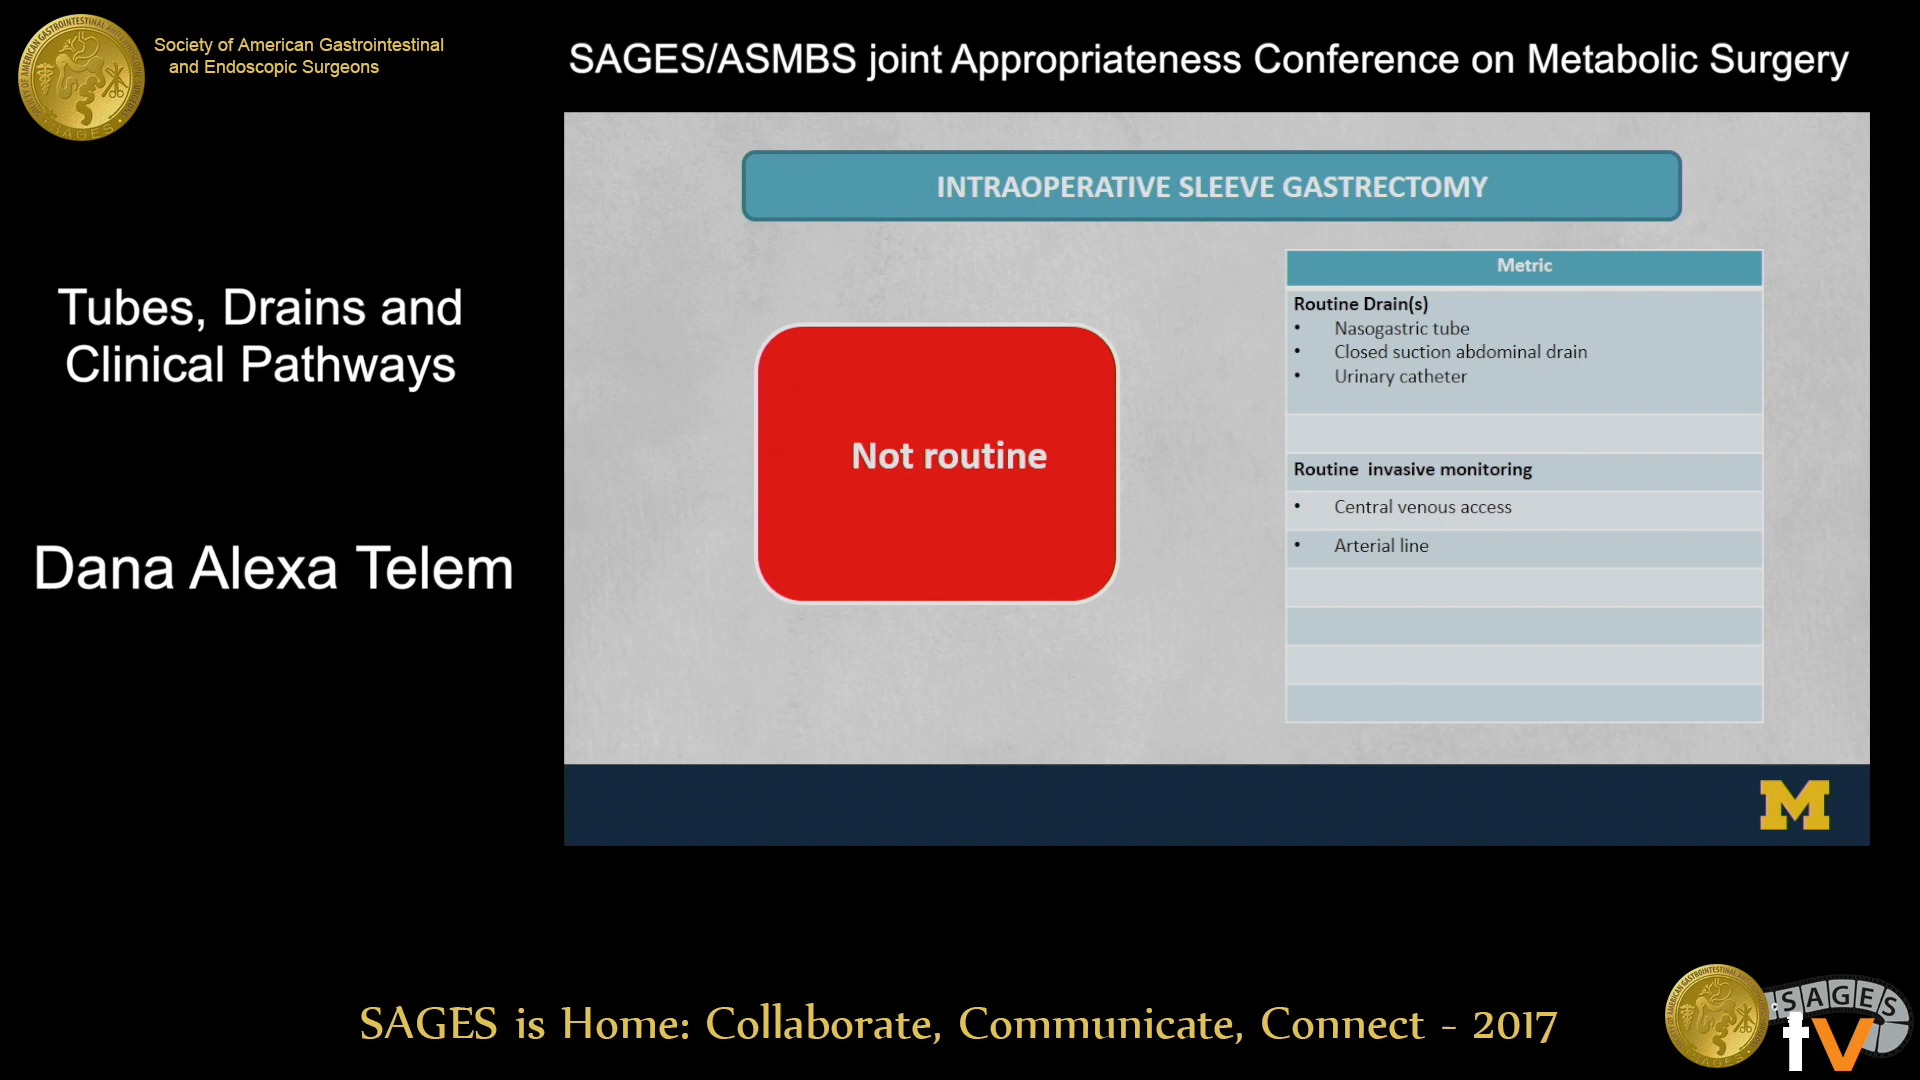 Society of American Gastrointestinal
and Endoscopic Surgeons
SAGES/ASMBS joint Appropriateness Conference on Metabolic Surgery
Tubes, Drains and
Clinical Pathways
Dana Alexa Telem
INTRAOPERATIVE SLEEVE GASTRECTOMY
Not routine
Metric
Routine Drain(s)
• Nasogastric tube
• Closed suction abdominal drain
• Urinary catheter
Routine invasive monitoring
• Central venous access
• Arterial line
M
SAGES is Home: Collaborate, Communicate, Connect - 2017
SAGES
tv